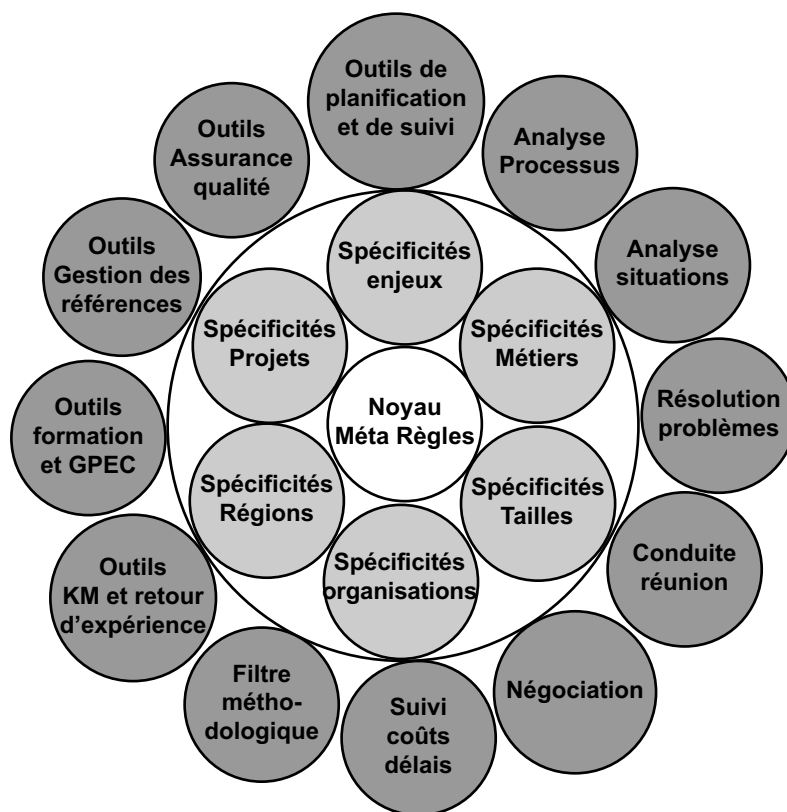 Outils de
planification
et de suivi
Analyse
Processus
Outils
Assurance
qualité
Analyse
situations
Outils
Gestion des
références
Spécificités
enjeux
Spécificités
Projets
Spécificités
Métiers
Noyau
Méta Règles
Résolution
problèmes
Outils
formation
et GPEC
Spécificités
Régions
Spécificités
Tailles
Spécificités
organisations
Conduite
réunion
Outils
KM et retour
d’expérience
Filtre
métho-
dologique
Suivi
coûts
délais
Négociation